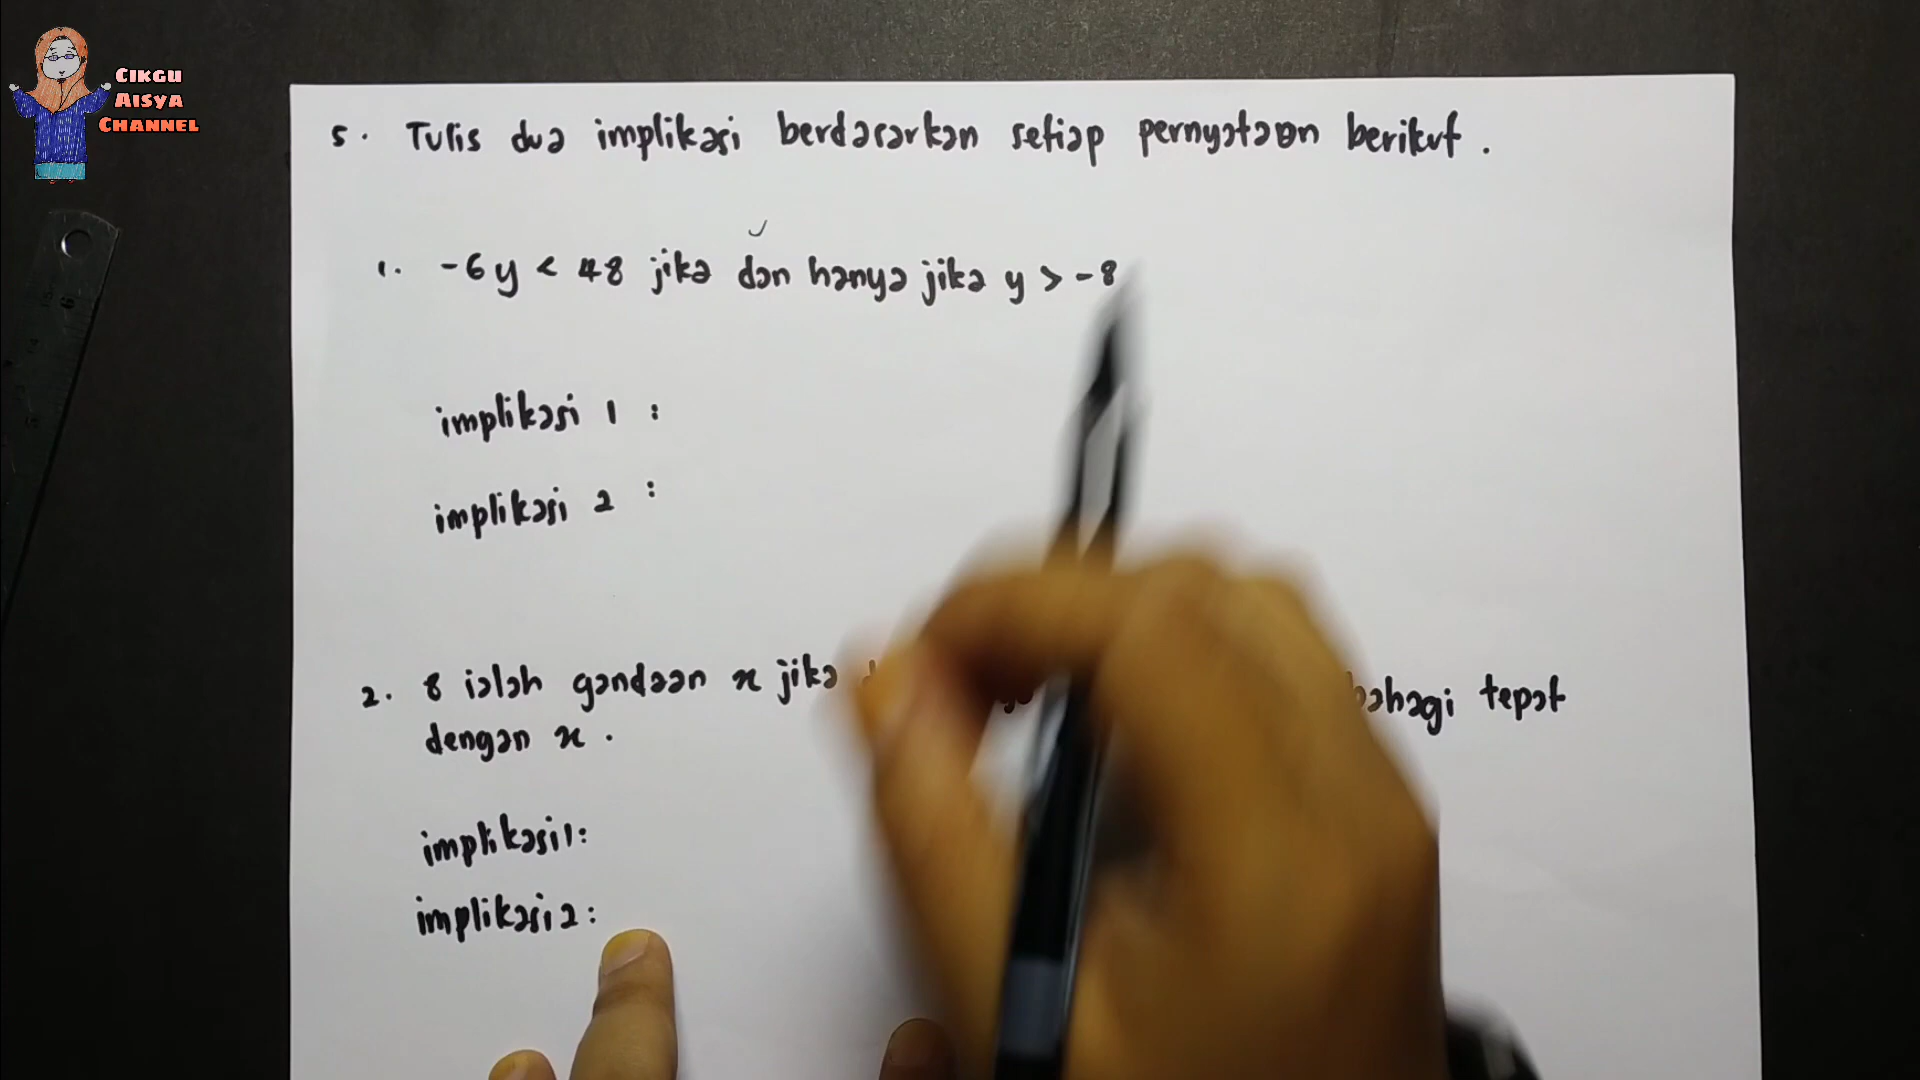 CIKGU
AISYA
CHANNEL
5. Tulis dua implikasi berdasarkan setiap pernyataan berikut.
1. -6y < 48 jika dan hanya jika y > -8
implikasi 1 :
implikasi 2 :
2. 8 ialah gandaan x jika bahagi tepat
dengan x.
implikasi 1:
implikasi 2: